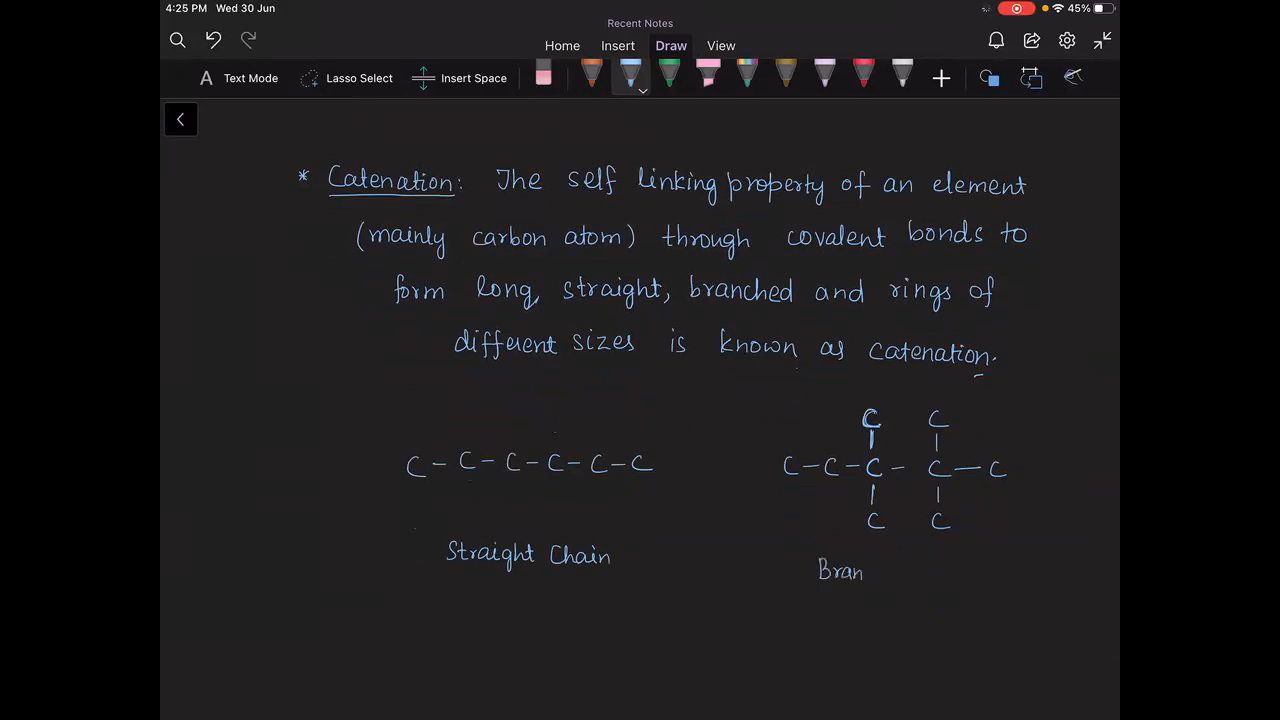 4:25 PM Wed 30 Jun
45%
Recent Notes
Home Insert Draw View
A Text Mode Lasso Select Insert Space
* Catenation: The self linking property of an element
(mainly carbon atom) through covalent bonds to
form long, straight, branched and rings of
different sizes is known as catenation.
C C
C - C - C - C - C - C
C - C - C - C - C
C C
Straight Chain
Bran